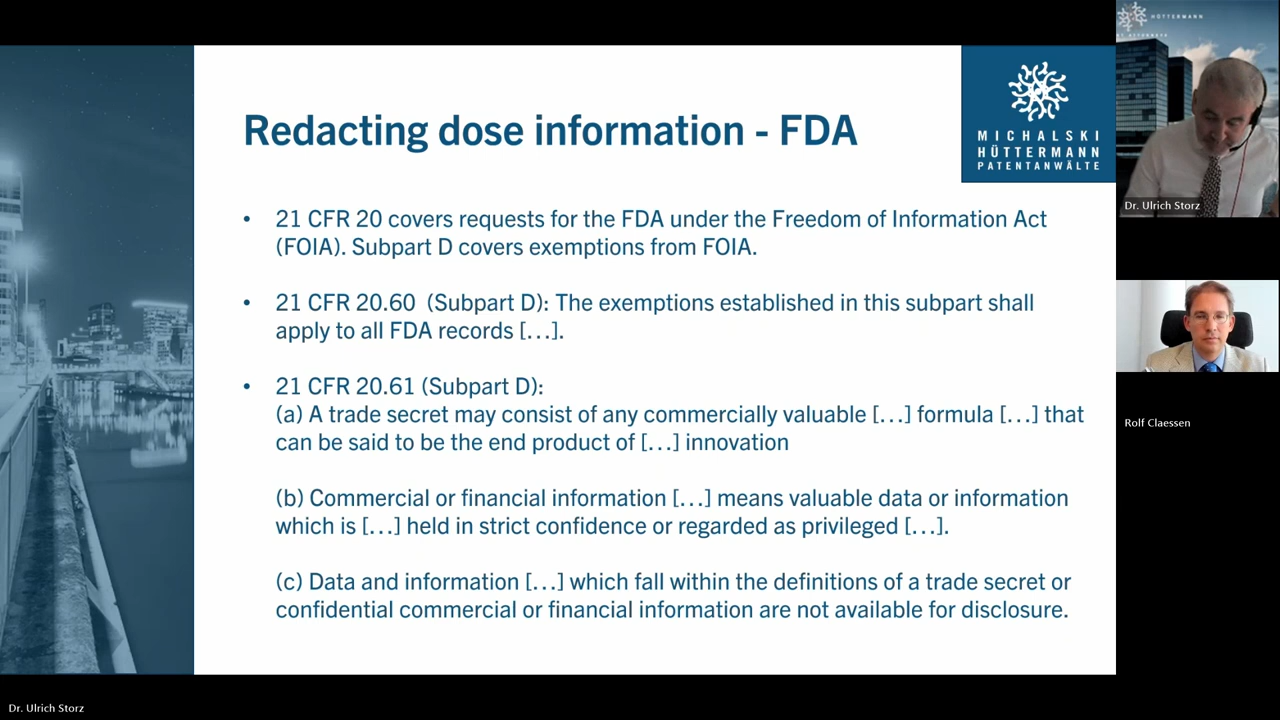 Redacting dose information - FDA
MICHALSKI
HÜTTERMANN
PATENTANWÄLTE
• 21 CFR 20 covers requests for the FDA under the Freedom of Information Act
(FOIA). Subpart D covers exemptions from FOIA.
• 21 CFR 20.60 (Subpart D): The exemptions established in this subpart shall
apply to all FDA records […].
• 21 CFR 20.61 (Subpart D):
(a) A trade secret may consist of any commercially valuable […] formula […] that
can be said to be the end product of […] innovation
(b) Commercial or financial information […] means valuable data or information
which is […] held in strict confidence or regarded as privileged […].
(c) Data and information […] which fall within the definitions of a trade secret or
confidential commercial or financial information are not available for disclosure.
HÜTTERMANN
Dr. Ulrich Storz
Rolf Claessen
Dr. Ulrich Storz